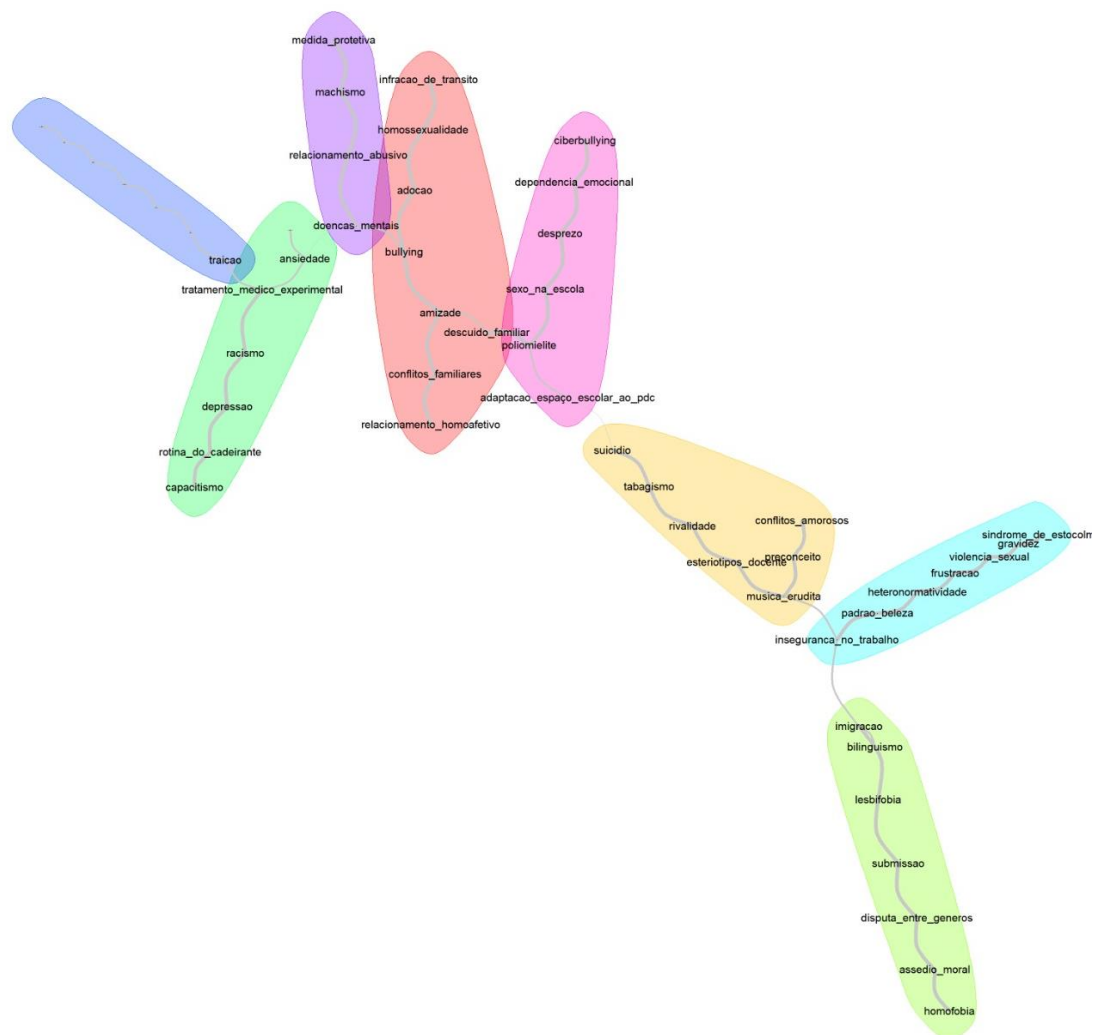 medida_protetiva
machismo
relacionamento_abusivo
doencas_mentais
infracao_de_transito
homossexualidade
adocao
bullying
amizade
descuido_familiar
conflitos_familiares
relacionamento_homoafetivo
ciberbullying
dependencia_emocional
desprezo
sexo_na_escola
poliomielite
adaptacao_espaço_escolar_ao_pdc
traicao
ansiedade
tratamento_medico_experimental
racismo
depressao
rotina_do_cadeirante
capacitismo
suicidio
tabagismo
rivalidade
conflitos_amorosos
preconceito
esteriotipos_docente
musica_erudita
sindrome_de_estocolm
gravidez
violencia_sexual
frustracao
heteronormatividade
padrao_beleza
inseguranca_no_trabalho
imigracao
bilinguismo
lesbifobia
submissao
disputa_entre_generos
assedio_moral
homofobia